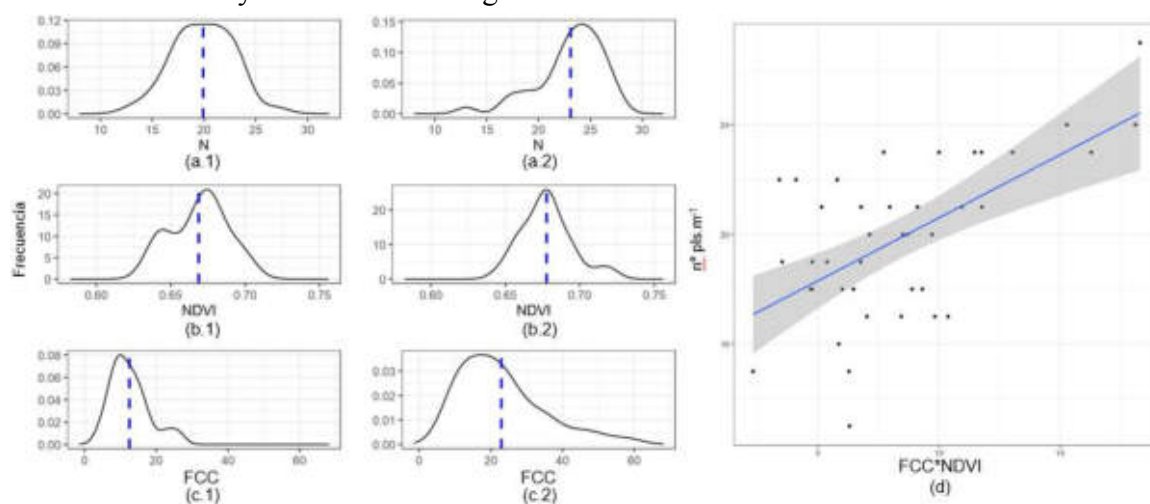 0.12
0.09
0.06
0.03
0.00
10 15 20 25 30
N
(a.1)
0.15
0.10
0.05
0.00
10 15 20 25 30
N
(a.2)
Frecuencia
20
15
10
5
0
0.60 0.65 0.70 0.75
NDVI
(b.1)
20
10
0
0.60 0.65 0.70 0.75
NDVI
(b.2)
0.08
0.06
0.04
0.02
0.00
0 20 40 60
FCC
(c.1)
0.03
0.02
0.01
0.00
0 20 40 60
FCC
(c.2)
nº pls.m⁻¹
24
20
FCC*NDVI
(d)